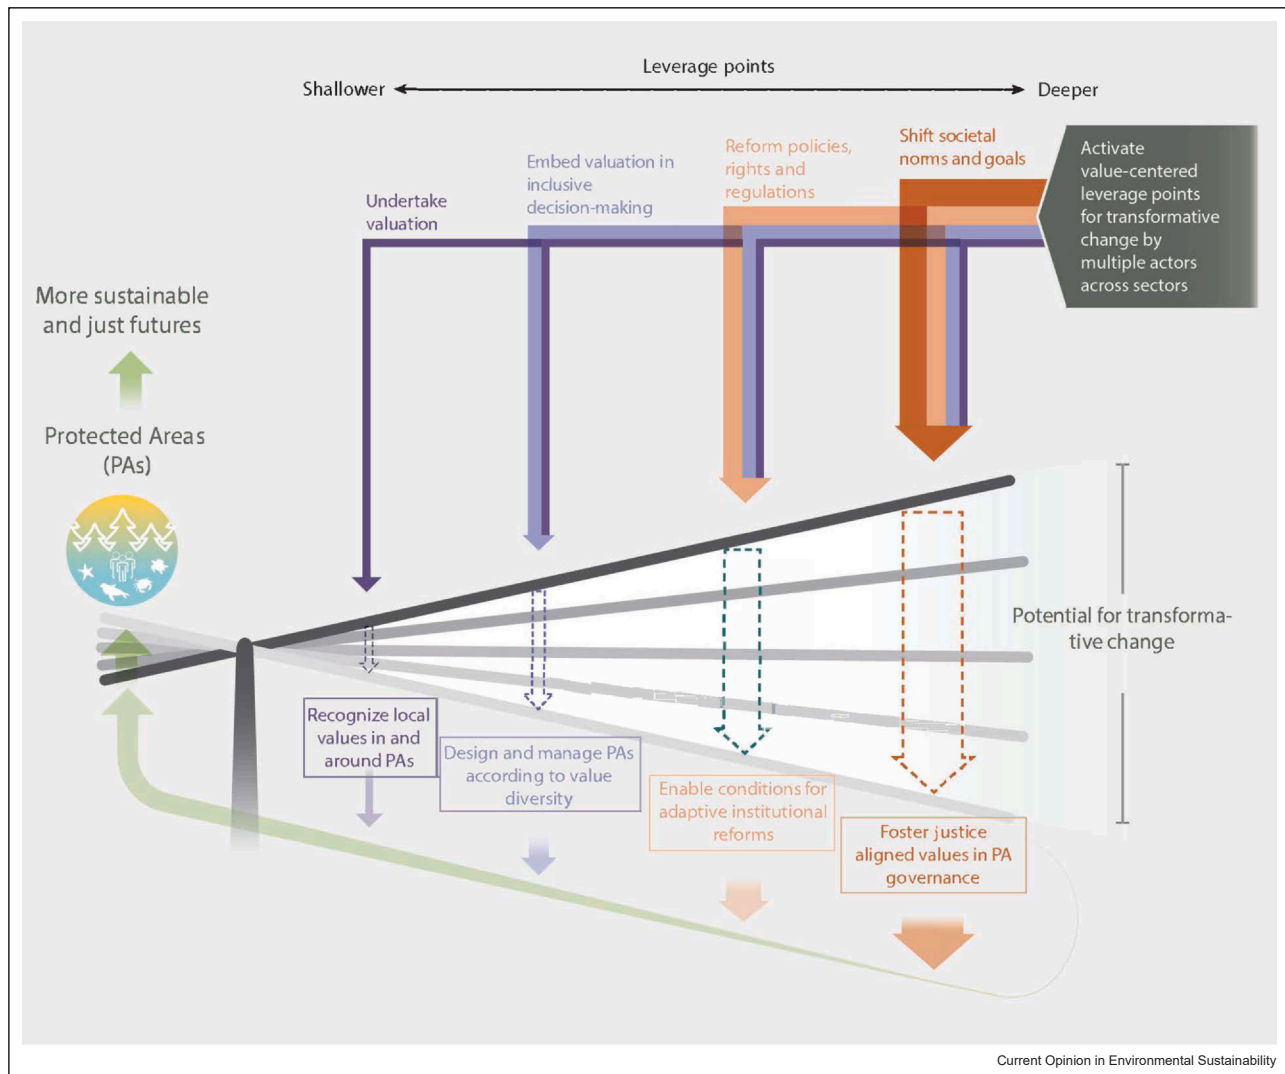 Leverage points
Shallower
Deeper
Shift societal
norms and goals
Activate
value-centered
leverage points
for transformative
change by
multiple actors
across sectors
Reform policies,
rights and
regulations
Embed valuation in
inclusive
decision-making
Undertake
valuation
More sustainable
and just futures
Protected Areas
(PAs)
Potential for transforma-
tive change
Recognize local
values in and
around PAs
Design and manage PAs
according to value
diversity
Enable conditions for
adaptive institutional
reforms
Foster justice
aligned values in PA
governance
Current Opinion in Environmental Sustainability